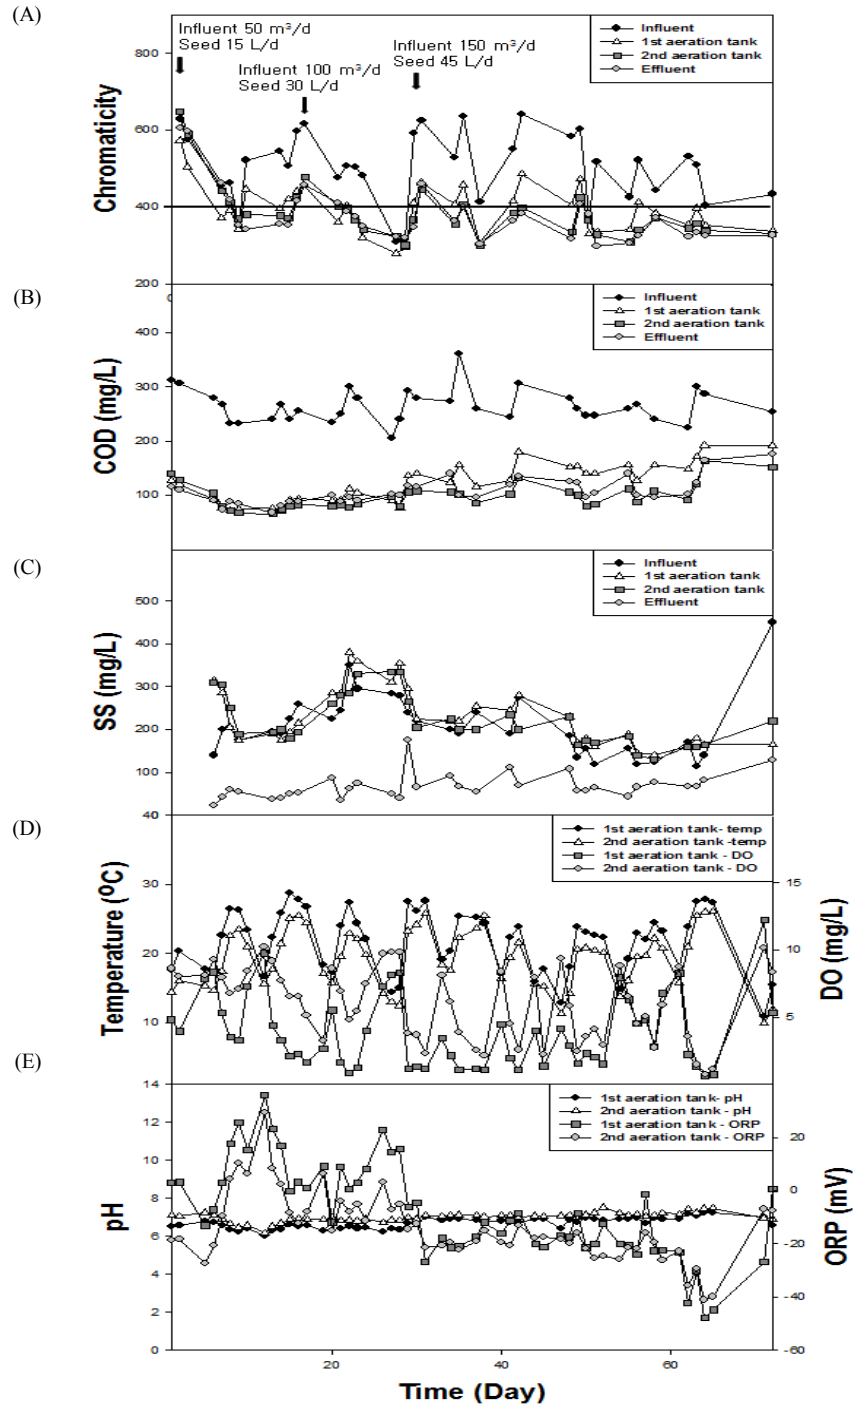 (A)
Influent 50 m³/d
Seed 15 L/d
Influent 100 m³/d
Seed 30 L/d
Influent 150 m³/d
Seed 45 L/d
Influent
1st aeration tank
2nd aeration tank
Effluent
800
600
400
200
Chromaticity
(B)
Influent
1st aeration tank
2nd aeration tank
Effluent
400
300
200
100
COD (mg/L)
(C)
Influent
1st aeration tank
2nd aeration tank
Effluent
500
400
300
200
100
SS (mg/L)
(D)
1st aeration tank- temp
2nd aeration tank -temp
1st aeration tank - DO
2nd aeration tank - DO
40
30
20
10
Temperature (ºC)
15
10
5
DO (mg/L)
(E)
1st aeration tank- pH
2nd aeration tank - pH
1st aeration tank - ORP
2nd aeration tank - ORP
14
12
10
8
6
4
2
0
pH
20
0
-20
-40
-60
ORP (mV)
20
40
60
Time (Day)